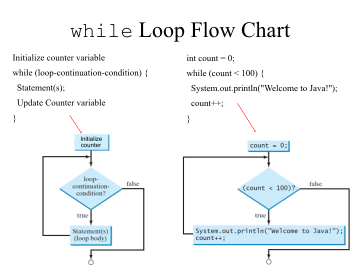 while Loop Flow Chart
Initialize counter variable
while (loop-continuation-condition) {
Statement(s);
Update Counter variable
}
int count = 0;
while (count < 100) {
System.out.println("Welcome to Java!");
count++;
}
Initialize
counter
loop-
continuation-
condition?
false
true
Statement(s)
(loop body)
count = 0;
(count < 100)?
false
true
System.out.println("Welcome to Java!");
count++;